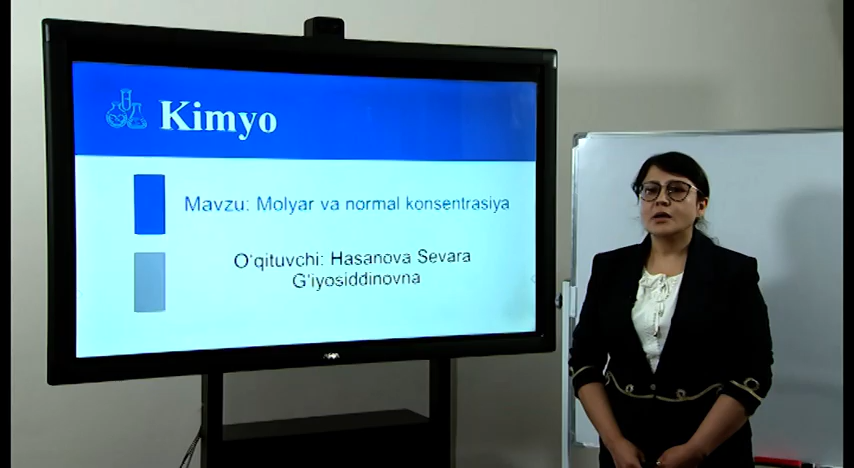 Kimyo
Mavzu: Molyar va normal konsentrasiya
O'qituvchi: Hasanova Sevara
G'iyosiddinovna